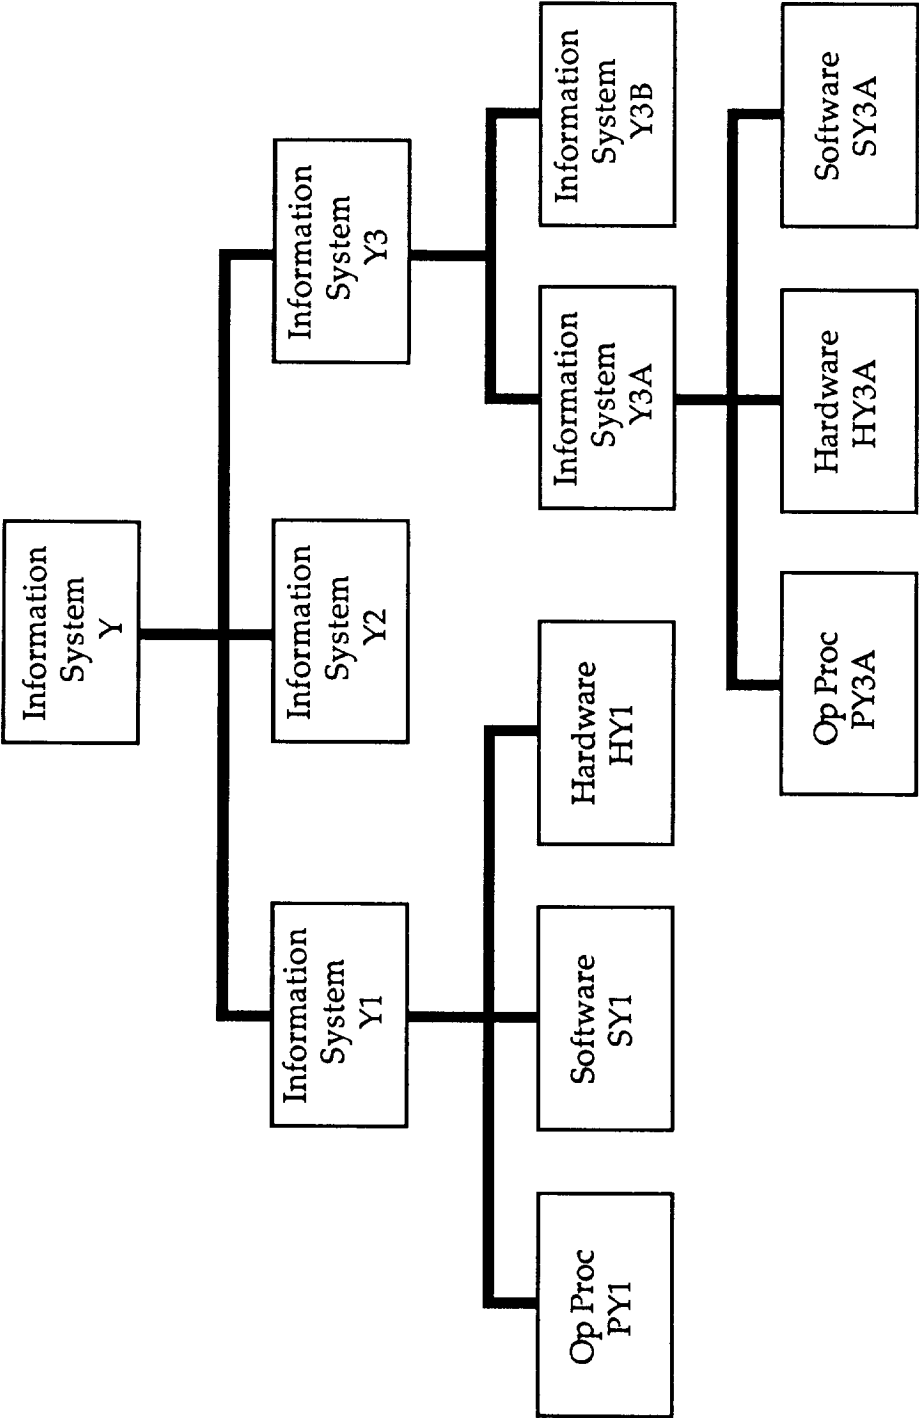 Information
System
Y
Information
System
Y1
Information
System
Y2
Information
System
Y3
Op Proc
PY1
Software
SY1
Hardware
HY1
Information
System
Y3A
Information
System
Y3B
Op Proc
PY3A
Hardware
HY3A
Software
SY3A